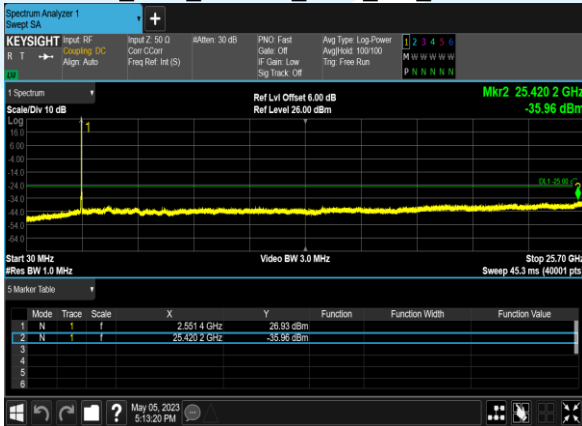 Spectrum Analyzer 1
Swept SA
+
KEYSIGHT Input: RF Input Z: 50 Ω #Atten: 30 dB PNO: Fast Avg Type: Log-Power 1 2 3 4 5 6
R T Coupling: DC Corr CCorr Gate: Off Avg|Hold: 100/100 M W W W W W
Align: Auto Freq Ref: Int (S) IF Gain: Low Trig: Free Run
Sig Track: Off P N N N N N
1 Spectrum
Ref Lvl Offset 6.00 dB Mkr2 25.420 2 GHz
Scale/Div 10 dB Ref Level 26.00 dBm -35.96 dBm
Log
16.0
1
6.00
-4.00
-14.0
DL1 -25.00
-24.0
2
-34.0
-44.0
-54.0
-64.0
Start 30 MHz Video BW 3.0 MHz Stop 25.70 GHz
#Res BW 1.0 MHz Sweep 45.3 ms (40001 pts
5 Marker Table
Mode Trace Scale X Y Function Function Width Function Value
1 N 1 f 2.551 4 GHz 26.93 dBm
2 N 1 f 25.420 2 GHz -35.96 dBm
3
4
5
6
? May 05, 2023
5:13:20 PM